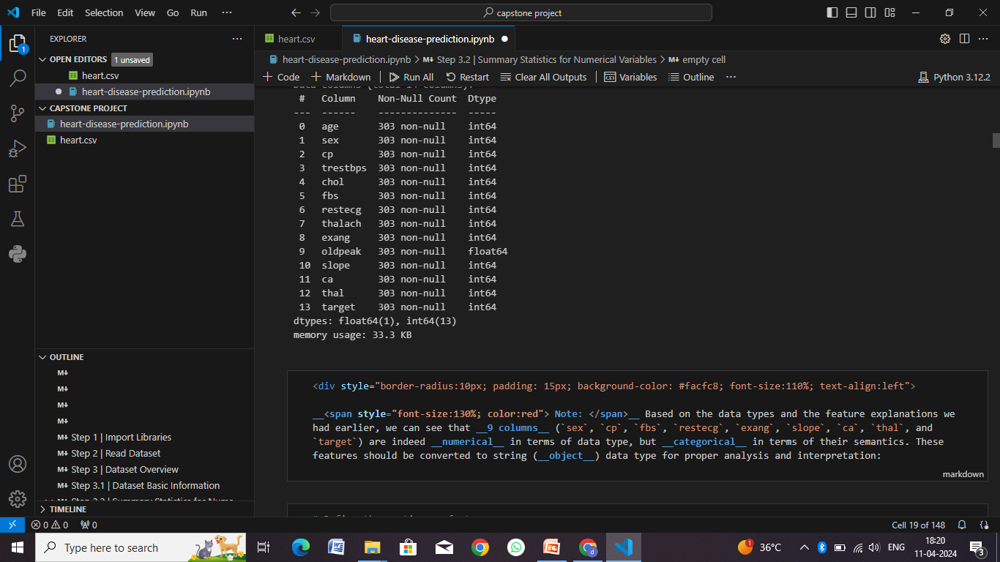 File Edit Selection View Go Run ···
capstone project
EXPLORER ···
OPEN EDITORS 1 unsaved
heart.csv
heart-disease-prediction.ipynb
CAPSTONE PROJECT
heart-disease-prediction.ipynb
heart.csv
OUTLINE
M↓
M↓
M↓
M↓
M↓ Step 1 | Import Libraries
M↓ Step 2 | Read Dataset
M↓ Step 3 | Dataset Overview
M↓ Step 3.1 | Dataset Basic Information
TIMELINE
1
heart.csv
heart-disease-prediction.ipynb
heart-disease-prediction.ipynb > M↓ Step 3.2 | Summary Statistics for Numerical Variables > M↓ empty cell
+ Code + Markdown Run All Restart Clear All Outputs Variables Outline ··· Python 3.12.2
# Column Non-Null Count Dtype
--- ------ -------------- -----
0 age 303 non-null int64
1 sex 303 non-null int64
2 cp 303 non-null int64
3 trestbps 303 non-null int64
4 chol 303 non-null int64
5 fbs 303 non-null int64
6 restecg 303 non-null int64
7 thalach 303 non-null int64
8 exang 303 non-null int64
9 oldpeak 303 non-null float64
10 slope 303 non-null int64
11 ca 303 non-null int64
12 thal 303 non-null int64
13 target 303 non-null int64
dtypes: float64(1), int64(13)
memory usage: 33.3 KB
<div style="border-radius:10px; padding: 15px; background-color: #facfc8; font-size:110%; text-align:left">
__<span style="font-size:130%; color:red"> Note: </span>__ Based on the data types and the feature explanations we
had earlier, we can see that __9 columns__ (`sex`, `cp`, `fbs`, `restecg`, `exang`, `slope`, `ca`, `thal`, and
`target`) are indeed __numerical__ in terms of data type, but __categorical__ in terms of their semantics. These
features should be converted to string (__object__) data type for proper analysis and interpretation:
markdown
0 0 0 Cell 19 of 148
Type here to search 1 36°C ENG 18:20
11-04-2024
3